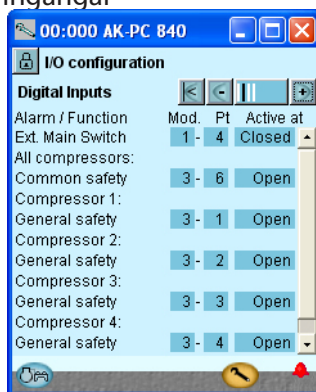 ingångar
00:000 AK-PC 840
I/O configuration
Digital Inputs
Alarm / Function Mod. Pt Active at
Ext. Main Switch 1 - 4 Closed
All compressors:
Common safety 3 - 6 Open
Compressor 1:
General safety 3 - 1 Open
Compressor 2:
General safety 3 - 2 Open
Compressor 3:
General safety 3 - 3 Open
Compressor 4:
General safety 3 - 4 Open